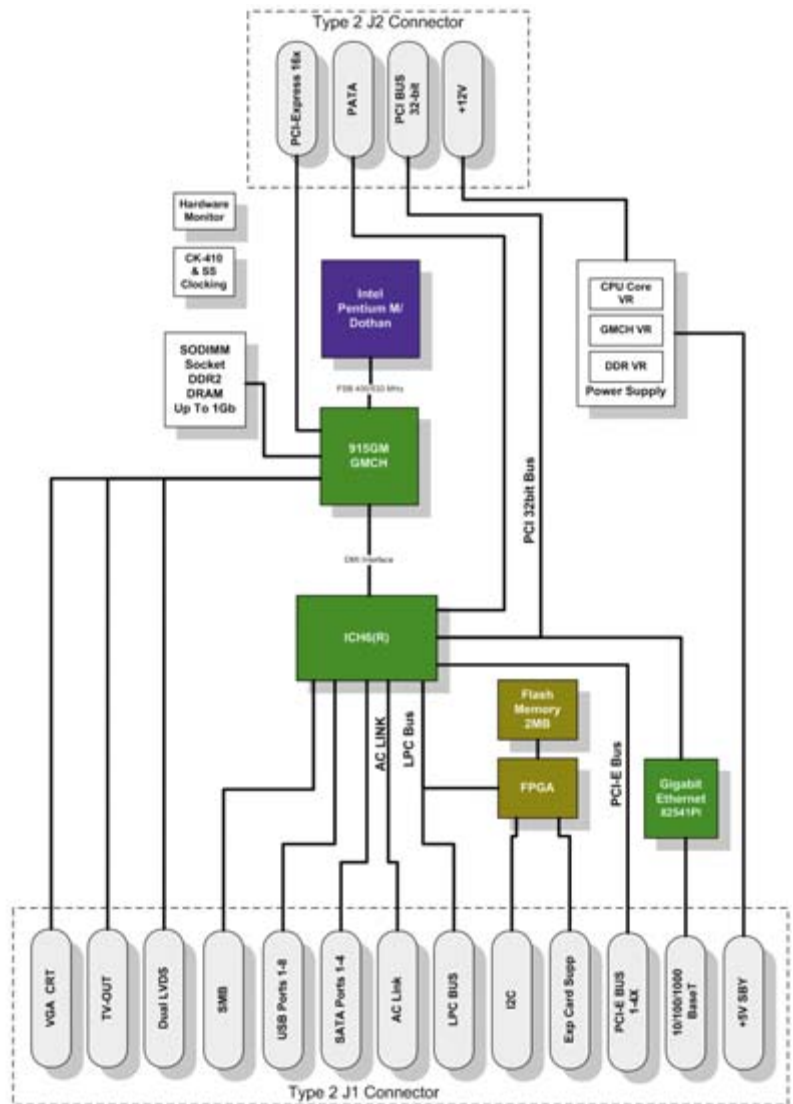 Type 2 J2 Connector
PCI-Express 16x
PATA
PCI BUS
32-bit
+12V
Hardware
Monitor
CK-410
& SS
Clocking
Intel
Pentium M/
Dothan
CPU Core
VR
GMCH VR
DDR VR
Power Supply
SODIMM
Socket
DDR2
DRAM
Up To 1Gb
FSB 400/533 MHz
915GM
GMCH
PCI 32bit Bus
DMI Interface
ICH6(R)
AC LINK
LPC Bus
Flash
Memory
2MB
FPGA
PCI-E Bus
Gigabit
Ethernet
82541PI
VGA CRT
TV-OUT
Dual LVDS
SMB
USB Ports 1-8
SATA Ports 1-4
AC Link
LPC BUS
I2C
Exp Card Supp
PCI-E BUS
1-4X
10/100/1000
BaseT
+5V SBY
Type 2 J1 Connector